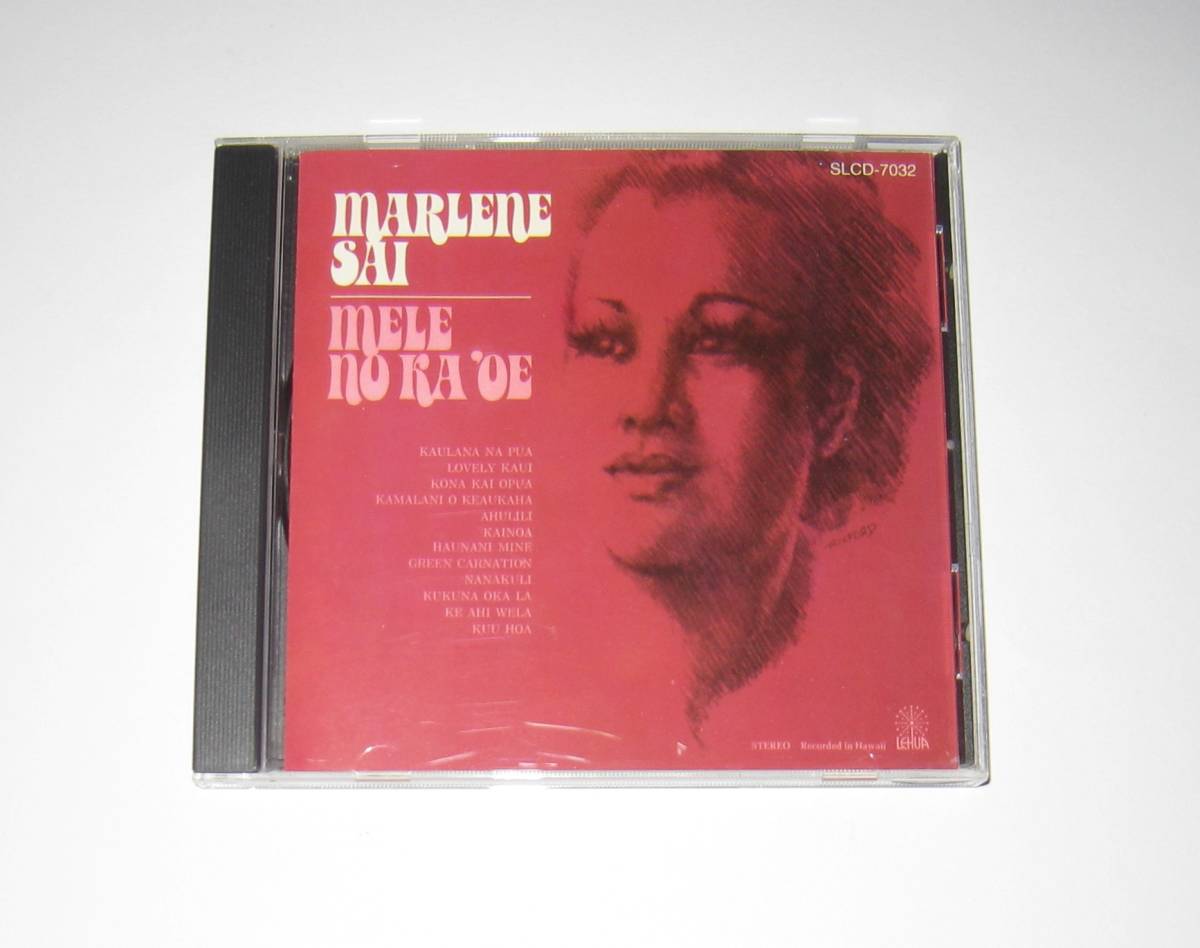 SLCD-7032
MARLENE
SAI
MELE
NO KA 'OE
KAULANA NA PUA
LOVELY KAUI
KONA KAI OPUA
KAMALANI O KEAUKAHA
AHULILI
KAINOA
HAUNANI MINE
GREEN CARNATION
NANAKULI
KUKUNA OKA LA
KE AHI WELA
KUU HOA
STEREO Recorded in Hawaii
LEHUA